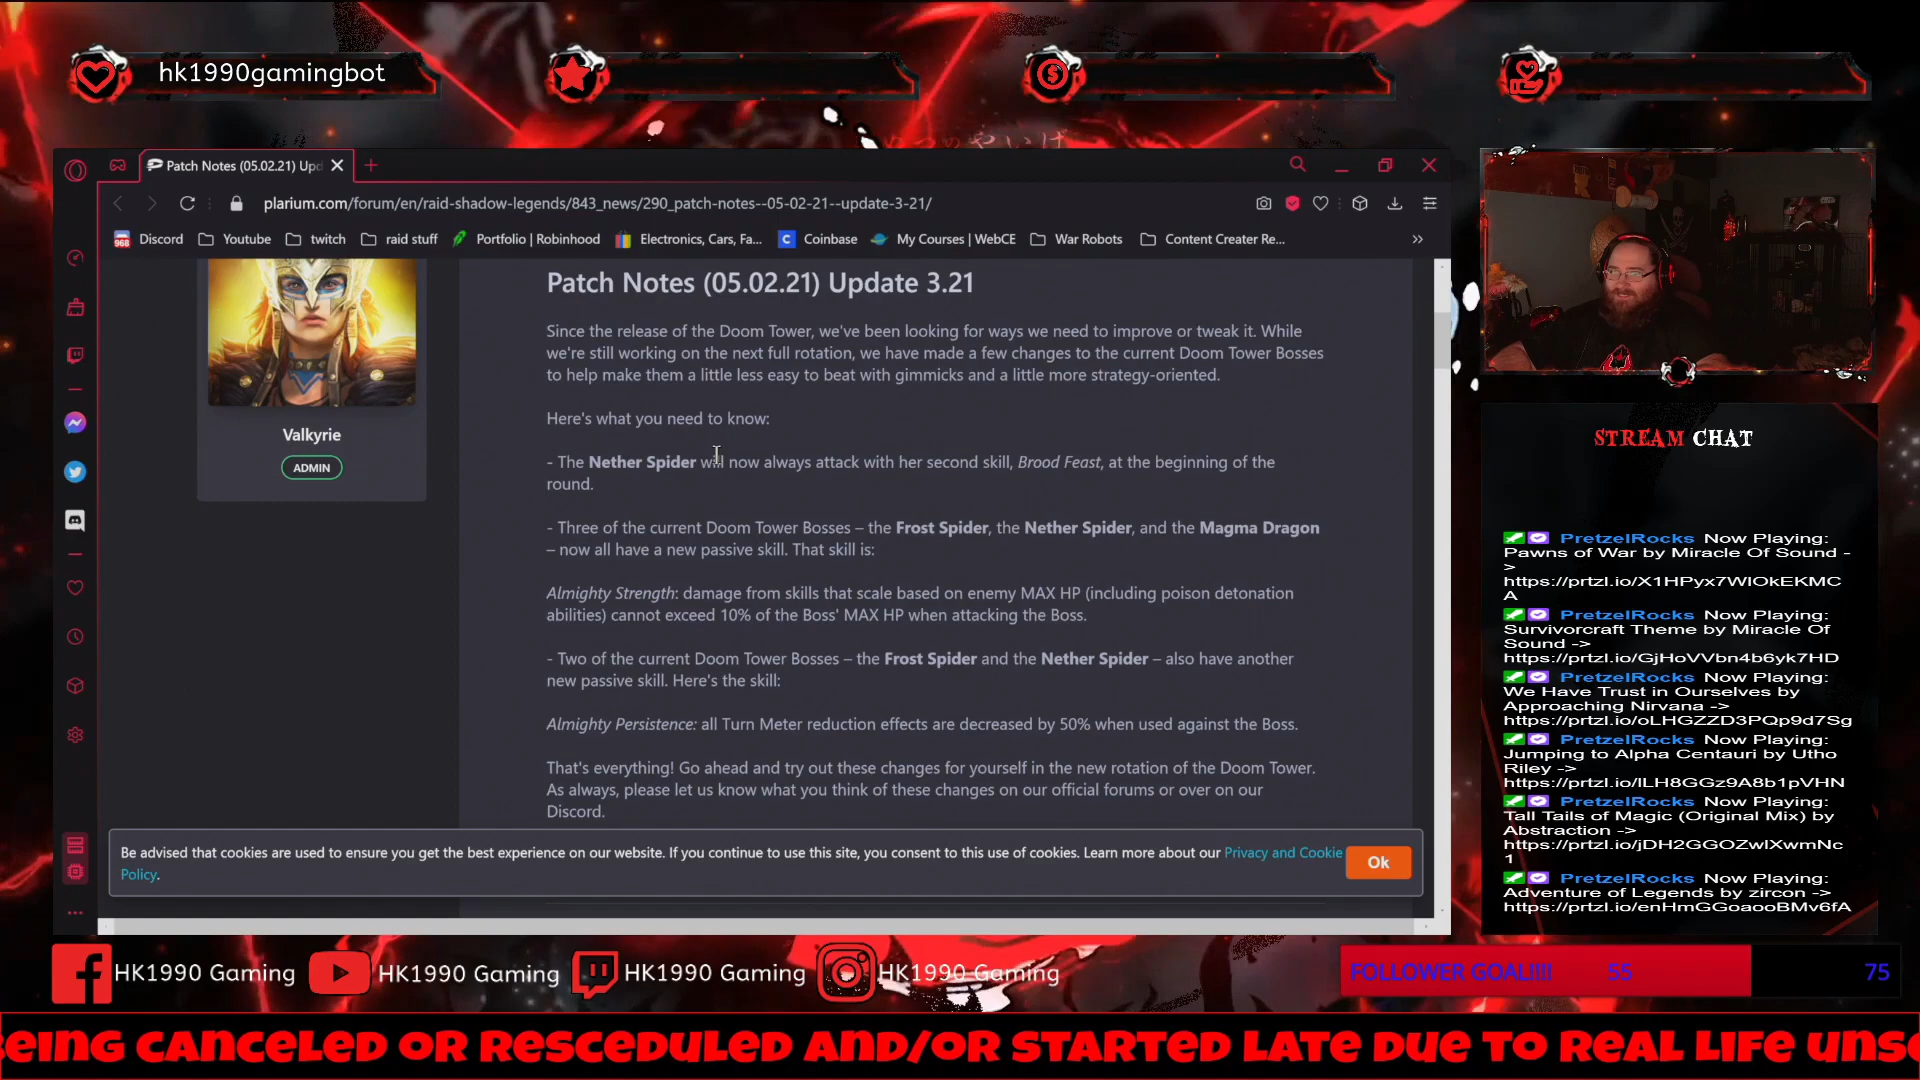 hk1990gamingbot
Patch Notes (05.02.21) Upd
plarium.com/forum/en/raid-shadow-legends/843_news/290_patch-notes--05-02-21--update-3-21/
Discord Youtube twitch raid stuff Portfolio | Robinhood Electronics, Cars, Fa... Coinbase My Courses | WebCE War Robots Content Creater Re...
Valkyrie
ADMIN
Patch Notes (05.02.21) Update 3.21
Since the release of the Doom Tower, we've been looking for ways we need to improve or tweak it. While
we're still working on the next full rotation, we have made a few changes to the current Doom Tower Bosses
to help make them a little less easy to beat with gimmicks and a little more strategy-oriented.
Here's what you need to know:
- The Nether Spider will now always attack with her second skill, Brood Feast, at the beginning of the
round.
- Three of the current Doom Tower Bosses – the Frost Spider, the Nether Spider, and the Magma Dragon
– now all have a new passive skill. That skill is:
Almighty Strength: damage from skills that scale based on enemy MAX HP (including poison detonation
abilities) cannot exceed 10% of the Boss' MAX HP when attacking the Boss.
- Two of the current Doom Tower Bosses – the Frost Spider and the Nether Spider – also have another
new passive skill. Here's the skill:
Almighty Persistence: all Turn Meter reduction effects are decreased by 50% when used against the Boss.
That's everything! Go ahead and try out these changes for yourself in the new rotation of the Doom Tower.
As always, please let us know what you think of these changes on our official forums or over on our
Discord.
Be advised that cookies are used to ensure you get the best experience on our website. If you continue to use this site, you consent to this use of cookies. Learn more about our Privacy and Cookie
Policy.
Ok
STREAM CHAT
PretzelRocks Now Playing:
Pawns of War by Miracle Of Sound -
>
https://prtzl.io/X1HPyx7WIOkEKMC
A
PretzelRocks Now Playing:
Survivorcraft Theme by Miracle Of
Sound ->
https://prtzl.io/GjHoVVbn4b6yk7HD
PretzelRocks Now Playing:
We Have Trust in Ourselves by
Approaching Nirvana ->
https://prtzl.io/oLHGZZD3PQp9d7Sg
PretzelRocks Now Playing:
Jumping to Alpha Centauri by Utho
Riley ->
https://prtzl.io/lLH8GGz9A8b1pVHN
PretzelRocks Now Playing:
Tall Tails of Magic (Original Mix) by
Abstraction ->
https://prtzl.io/jDH2GGOZwlXwmNc
1
PretzelRocks Now Playing:
Adventure of Legends by zircon ->
https://prtzl.io/enHmGGoaooBMv6fA
HK1990 Gaming HK1990 Gaming HK1990 Gaming HK1990 Gaming
FOLLOWER GOAL!!!! 55 75
BEING CANCELED OR RESCEDULED AND/OR STARTED LATE DUE TO REAL LIFE UNSC